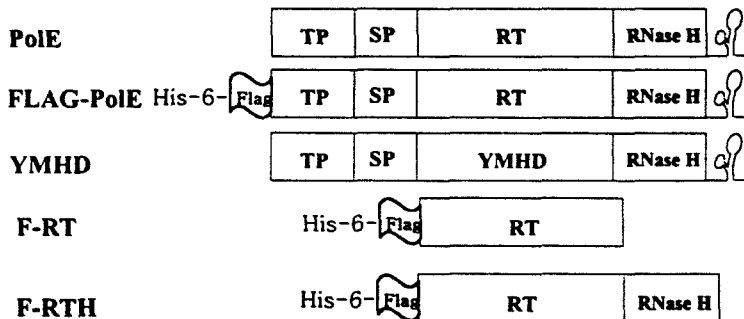 PolE TP SP RT RNase H
FLAG-PolE His-6- Flag TP SP RT RNase H
YMHD TP SP YMHD RNase H
F-RT His-6- Flag RT
F-RTH His-6- Flag RT RNase H